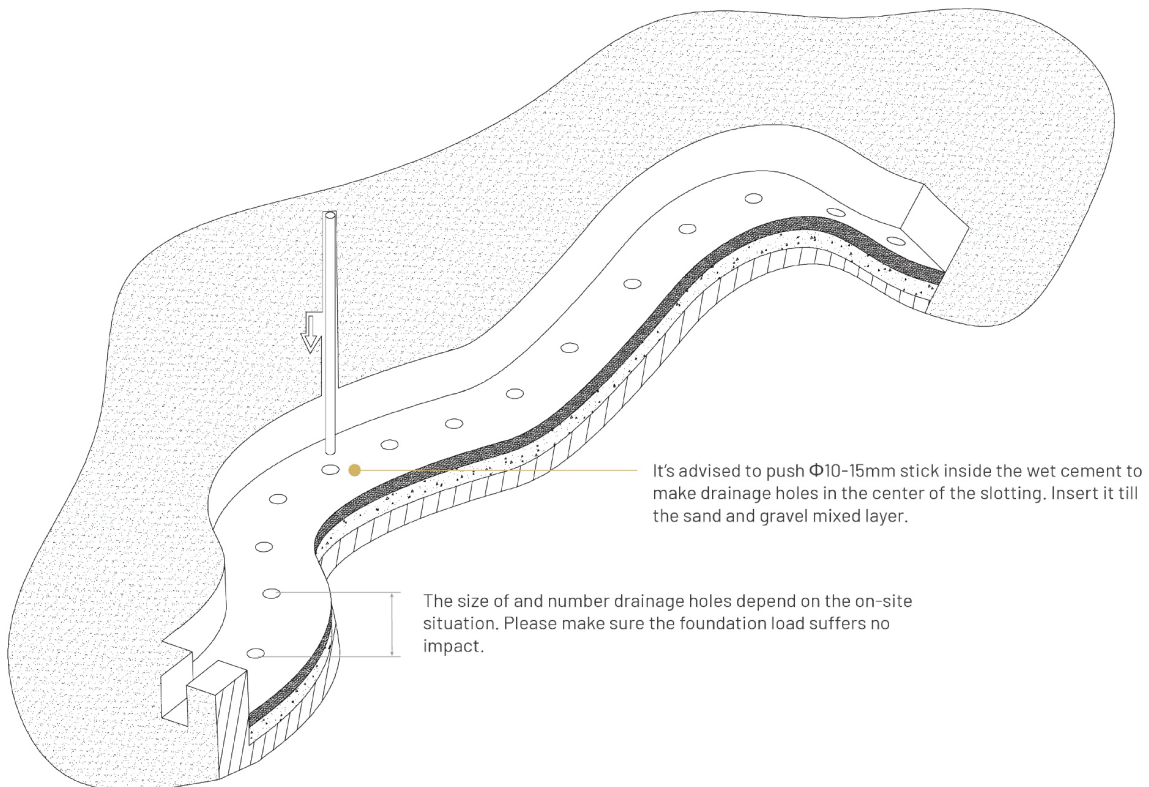 It's advised to push Φ10-15mm stick inside the wet cement to
make drainage holes in the center of the slotting. Insert it till
the sand and gravel mixed layer.
The size of and number drainage holes depend on the on-site
situation. Please make sure the foundation load suffers no
impact.